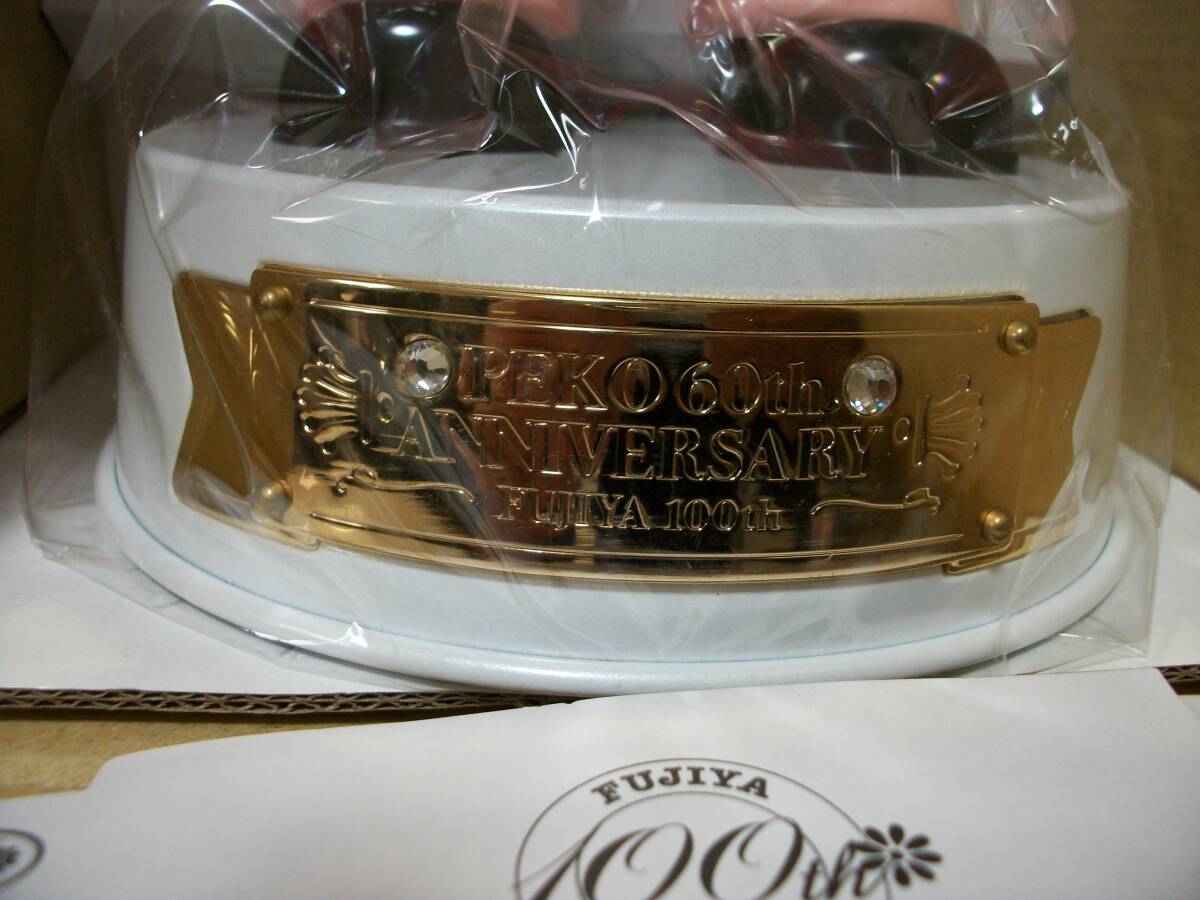 PEKO 60th
ANNIVERSARY
FUJIYA 100th
FUJIYA
100th